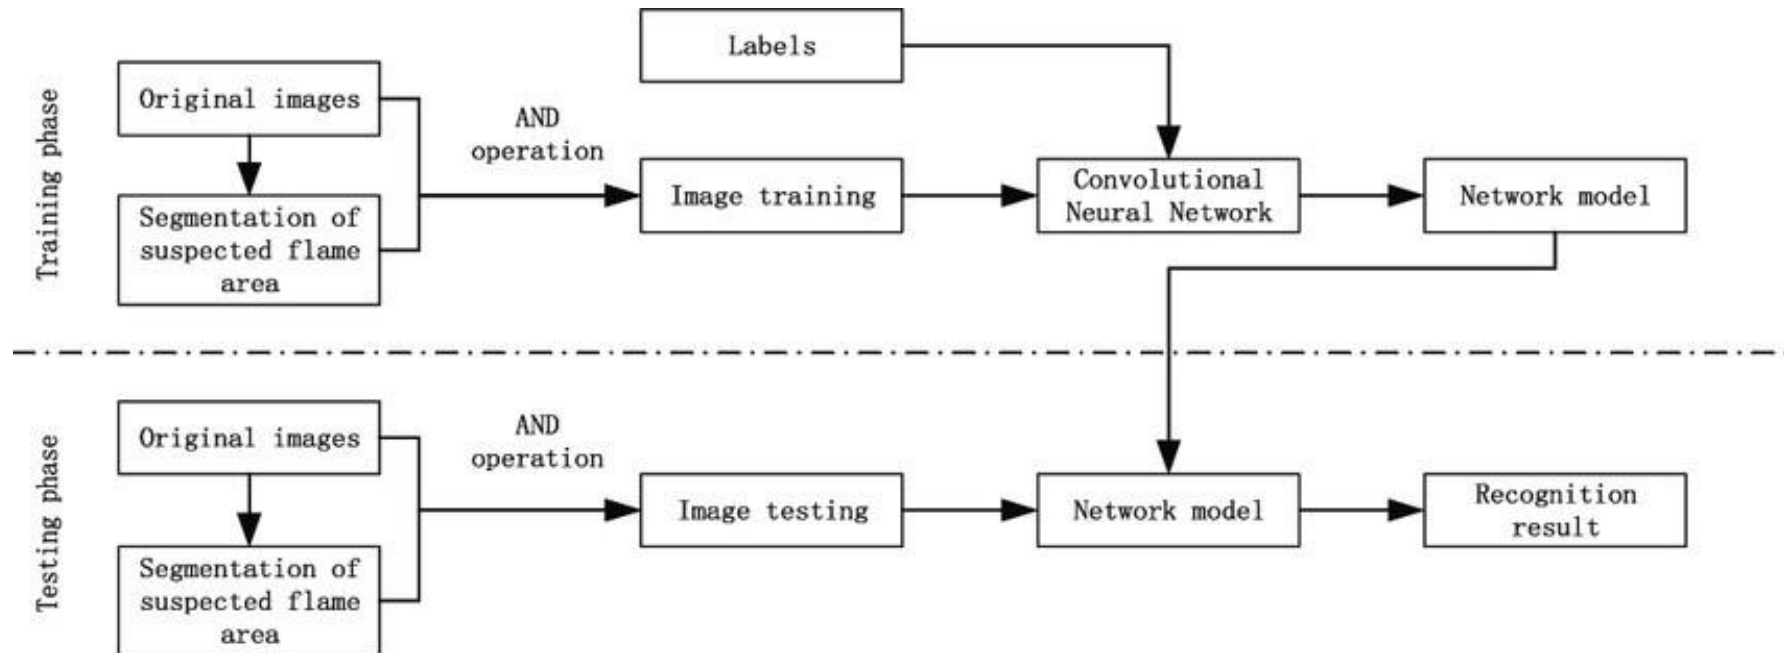 Training phase
Labels
Original images
AND
operation
Segmentation of
suspected flame
area
Image training
Convolutional
Neural Network
Network model
Testing phase
Original images
AND
operation
Segmentation of
suspected flame
area
Image testing
Network model
Recognition
result